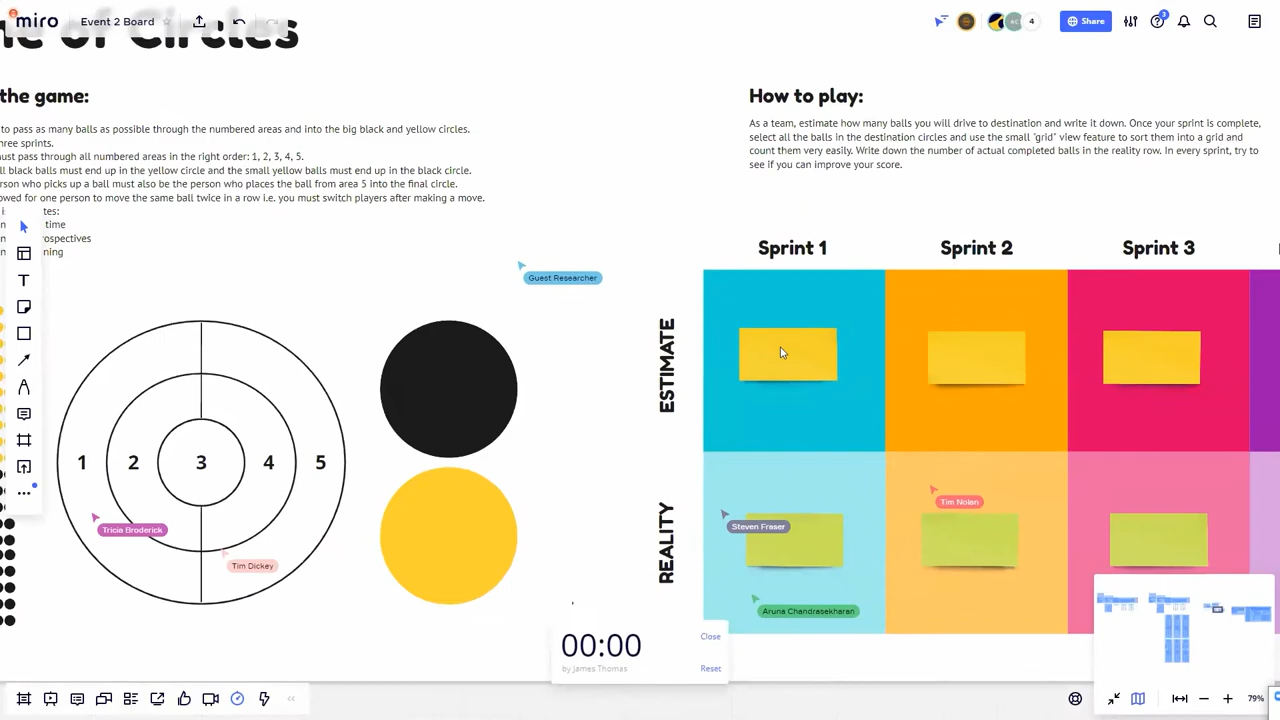 miro
Event 2 Board
4
Share
3
ne of Circles
the game:
to pass as many balls as possible through the numbered areas and into the big black and yellow circles.
hree sprints.
must pass through all numbered areas in the right order: 1, 2, 3, 4, 5.
ll black balls must end up in the yellow circle and the small yellow balls must end up in the black circle.
erson who picks up a ball must also be the person who places the ball from area 5 into the final circle.
owed for one person to move the same ball twice in a row i.e. you must switch players after making a move.
tes:
time
rospectives
ning
How to play:
As a team, estimate how many balls you will drive to destination and write it down. Once your sprint is complete,
select all the balls in the destination circles and use the small "grid" view feature to sort them into a grid and
count them very easily. Write down the number of actual completed balls in the reality row. In every sprint, try to
see if you can improve your score.
Sprint 1
Sprint 2
Sprint 3
ESTIMATE
REALITY
Guest Researcher
1
2
3
4
5
Tricia Broderick
Tim Dickey
Steven Fraser
Tim Nolan
Aruna Chandrasekharan
00:00
by James Thomas
Close
Reset
79%